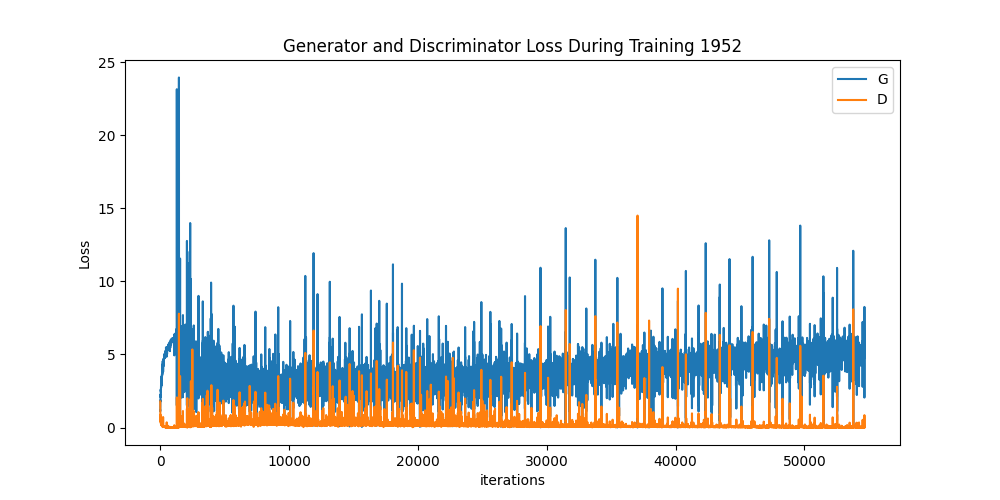 Generator and Discriminator Loss During Training 1952
25
20
15
10
5
0
Loss
G
D
0 10000 20000 30000 40000 50000
iterations